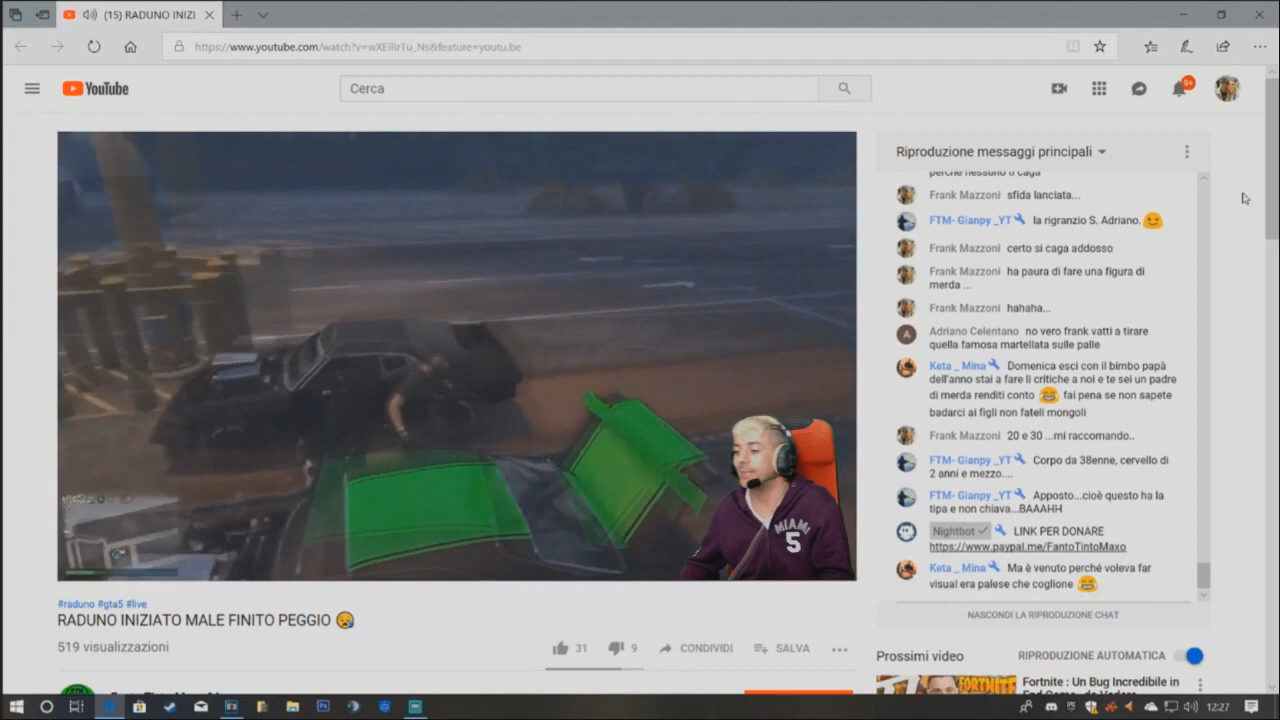 (15) RADUNO INIZI
https://www.youtube.com/watch?v=wXEiRrTu_Ns&feature=youtu.be
YouTube
Cerca
9+
MIAMI
5
#raduno #gta5 #live
RADUNO INIZIATO MALE FINITO PEGGIO 😪
519 visualizzazioni
31
9
CONDIVIDI
SALVA
Riproduzione messaggi principali
perchè nessuno ti caga
Frank Mazzoni sfida lanciata...
FTM- Gianpy _YT la rigranzio S. Adriano. 😉
Frank Mazzoni certo si caga addosso
Frank Mazzoni ha paura di fare una figura di
merda ...
Frank Mazzoni hahaha...
A
Adriano Celentano no vero frank vatti a tirare
quella famosa martellata sulle palle
Keta _ Mina Domenica esci con il bimbo papà
dell'anno stai a fare li critiche a noi e te sei un padre
di merda renditi conto 😂 fai pena se non sapete
badarci ai figli non fateli mongoli
Frank Mazzoni 20 e 30 ...mi raccomando..
FTM- Gianpy _YT Corpo da 38enne, cervello di
2 anni e mezzo....
FTM- Gianpy _YT Apposto...cioè questo ha la
tipa e non chiava...BAAAHH
Nightbot ✓ LINK PER DONARE
https://www.paypal.me/FantoTintoMaxo
Keta _ Mina Ma è venuto perché voleva far
visual era palese che coglione 😂
NASCONDI LA RIPRODUZIONE CHAT
Prossimi video
RIPRODUZIONE AUTOMATICA
FORTNITE
Fortnite : Un Bug Incredibile in
12:27